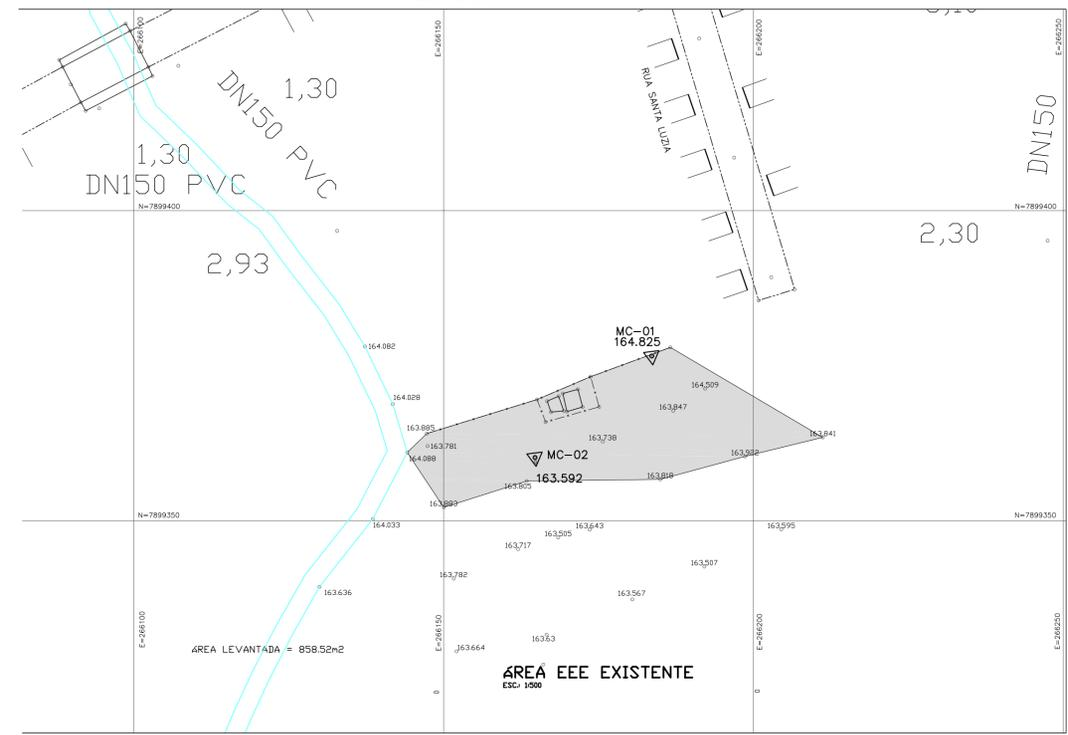 E=266100
E=266150
E=266200
E=266250
1,30
DN150 PVC
RUA SANTA LUZIA
DN150
1,30
DN150 PVC
N=7899400
N=7899400
2,93
2,30
MC-01
164.825
164.082
164.509
164.028
163.847
163.885
163.841
163.738
163.781
164.088
MC-02
163.922
163.818
163.592
163.805
163.893
N=7899350
N=7899350
164.033
163.643
163.595
163.505
163.717
163.507
163.782
163.636
163.567
E=266100
E=266150
E=266200
E=266250
163.63
163.664
ÁREA LEVANTADA = 858.52m2
ÁREA EEE EXISTENTE
ESC.: 1:500
0
0